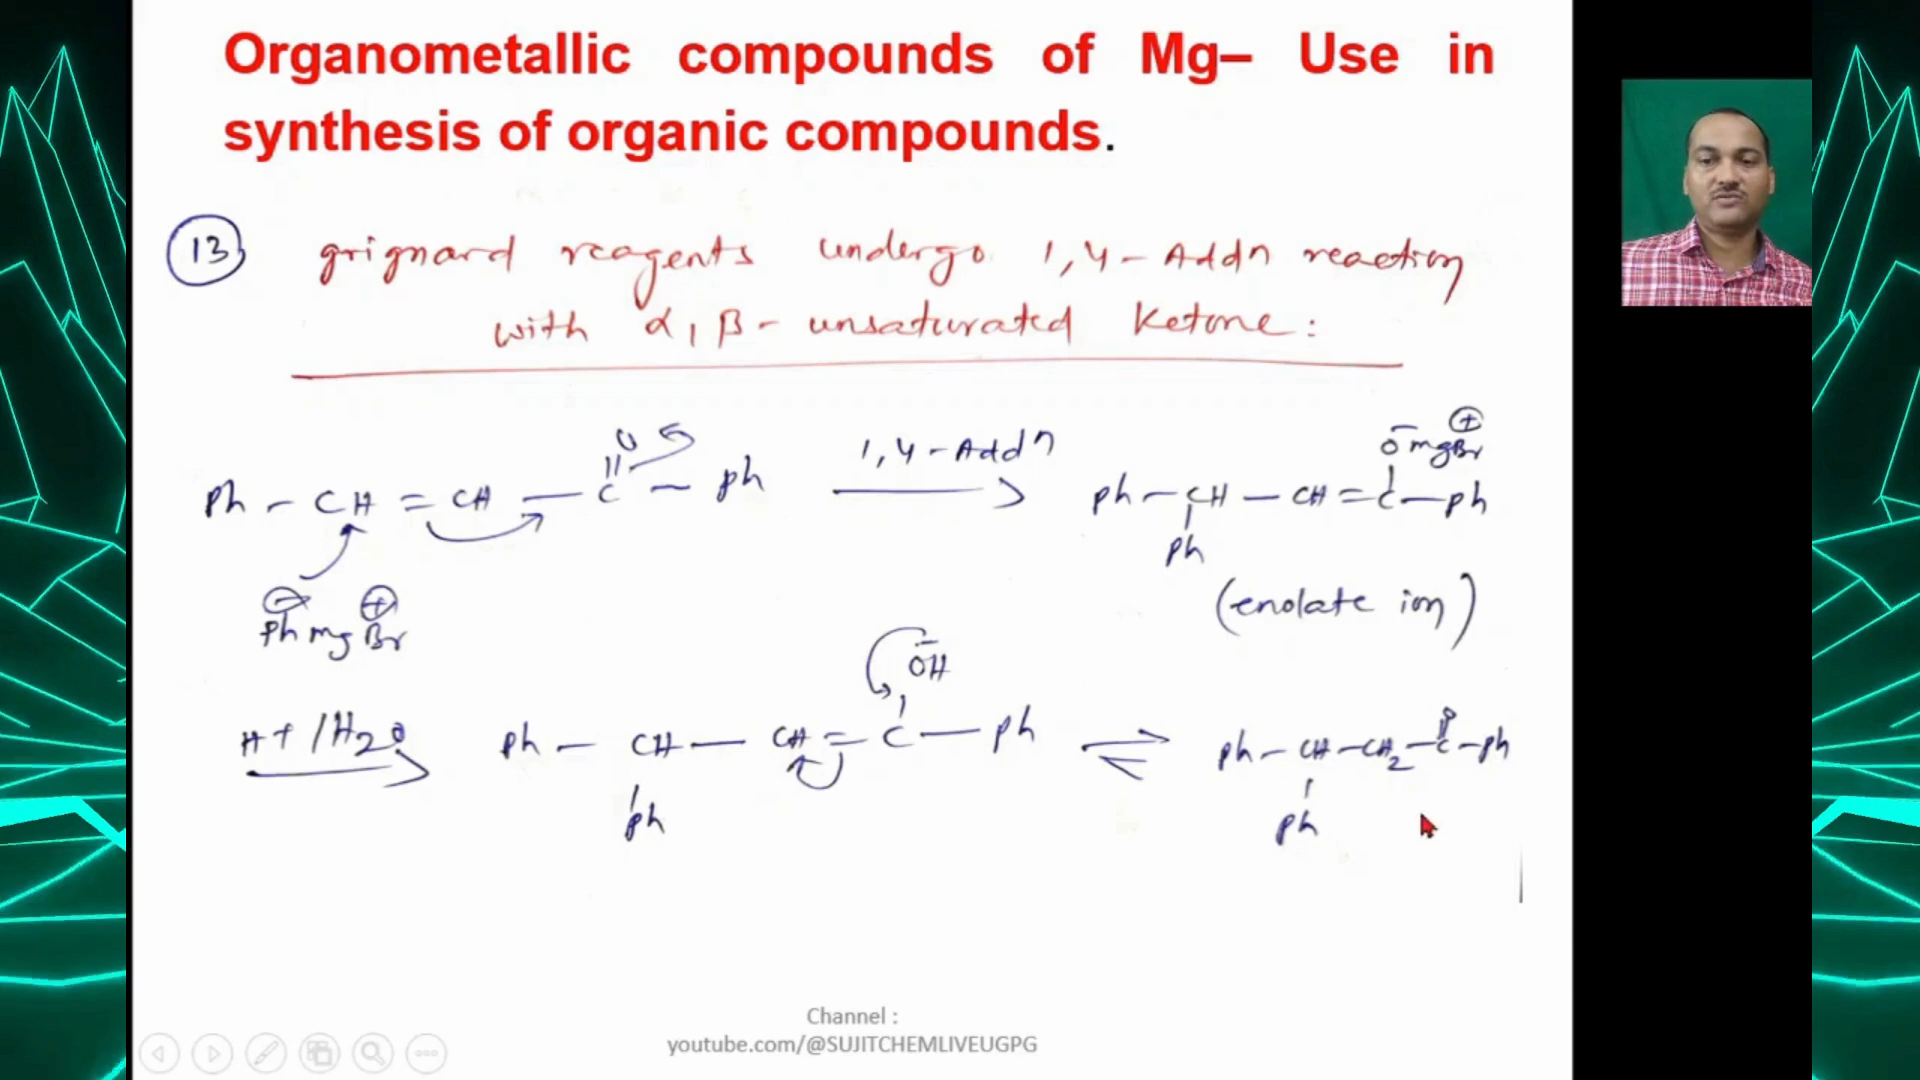 Organometallic compounds of Mg– Use in
synthesis of organic compounds.
13 grignard reagents undergo 1,4-Addn reaction
with α,β-unsaturated Ketone:
O
Ph - CH = CH - C - Ph
1,4-Addn
O⁻ MgBr ⊕
Ph - CH - CH = C - Ph
Ph
(enolate ion)
⊖ ⊕
Ph Mg Br
H+/H2O
OH
Ph - CH - CH = C - Ph
Ph
⇌
O
Ph - CH - CH2 - C - Ph
Ph
Channel :
youtube.com/@SUJITCHEMLIVEUGPG